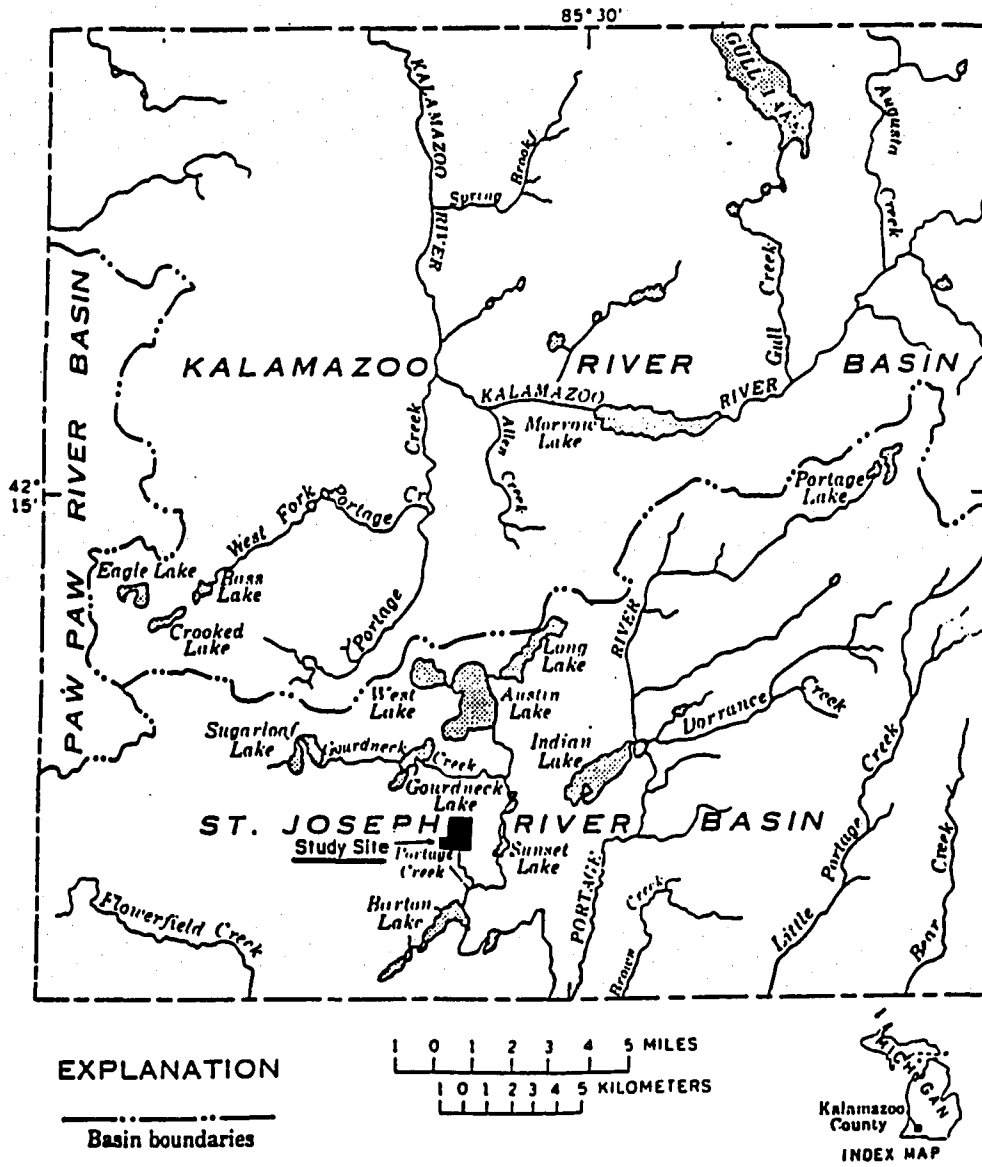 85°30'
GULL LAKE
KALAMAZOO
RIVER
Spring Brook
Augusta Creek
Gull Creek
PAW PAW RIVER BASIN
KALAMAZOO RIVER BASIN
KALAMAZOO RIVER
Morrow Lake
Allen Creek
42°
15'
Creek
West Fork Portage Cr
Portage Lake
Eagle Lake
Bass Lake
Crooked Lake
Portage
Long Lake
RIVER
West Lake
Austin Lake
Dorrance Creek
Sugarloaf Lake
Gourdneck Creek
Indian Lake
Gourdneck Lake
ST. JOSEPH RIVER BASIN
Study Site
Portage Creek
Sunset Lake
Barton Lake
Flowerfield Creek
PORTAGE
Brown Creek
Little Portage Creek
Bear Creek
EXPLANATION
Basin boundaries
1 0 1 2 3 4 5 MILES
1 0 1 2 3 4 5 KILOMETERS
MICHIGAN
Kalamazoo County
INDEX MAP